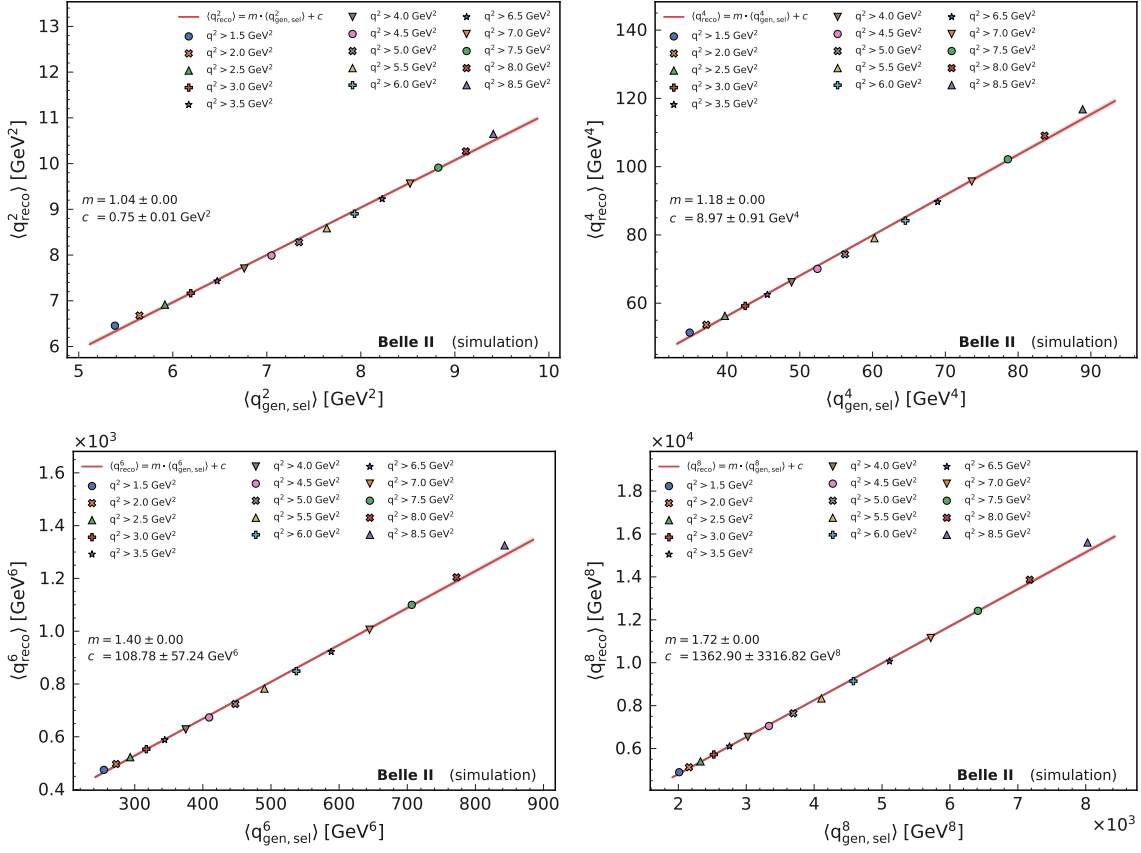 ⟨q²reco⟩ = m · ⟨q²gen, sel⟩ + c
q² > 1.5 GeV²
q² > 2.0 GeV²
q² > 2.5 GeV²
q² > 3.0 GeV²
q² > 3.5 GeV²
q² > 4.0 GeV²
q² > 4.5 GeV²
q² > 5.0 GeV²
q² > 5.5 GeV²
q² > 6.0 GeV²
q² > 6.5 GeV²
q² > 7.0 GeV²
q² > 7.5 GeV²
q² > 8.0 GeV²
q² > 8.5 GeV²
13
12
11
10
9
8
7
6
⟨q²reco⟩ [GeV²]
m = 1.04 ± 0.00
c = 0.75 ± 0.01 GeV²
Belle II (simulation)
5 6 7 8 9 10
⟨q²gen, sel⟩ [GeV²]
⟨q⁴reco⟩ = m · ⟨q⁴gen, sel⟩ + c
q² > 1.5 GeV²
q² > 2.0 GeV²
q² > 2.5 GeV²
q² > 3.0 GeV²
q² > 3.5 GeV²
q² > 4.0 GeV²
q² > 4.5 GeV²
q² > 5.0 GeV²
q² > 5.5 GeV²
q² > 6.0 GeV²
q² > 6.5 GeV²
q² > 7.0 GeV²
q² > 7.5 GeV²
q² > 8.0 GeV²
q² > 8.5 GeV²
140
120
100
80
60
⟨q⁴reco⟩ [GeV⁴]
m = 1.18 ± 0.00
c = 8.97 ± 0.91 GeV⁴
Belle II (simulation)
40 50 60 70 80 90
⟨q⁴gen, sel⟩ [GeV⁴]
×10³
⟨q⁶reco⟩ = m · ⟨q⁶gen, sel⟩ + c
q² > 1.5 GeV²
q² > 2.0 GeV²
q² > 2.5 GeV²
q² > 3.0 GeV²
q² > 3.5 GeV²
q² > 4.0 GeV²
q² > 4.5 GeV²
q² > 5.0 GeV²
q² > 5.5 GeV²
q² > 6.0 GeV²
q² > 6.5 GeV²
q² > 7.0 GeV²
q² > 7.5 GeV²
q² > 8.0 GeV²
q² > 8.5 GeV²
1.6
1.4
1.2
1.0
0.8
0.6
0.4
⟨q⁶reco⟩ [GeV⁶]
m = 1.40 ± 0.00
c = 108.78 ± 57.24 GeV⁶
Belle II (simulation)
300 400 500 600 700 800 900
⟨q⁶gen, sel⟩ [GeV⁶]
×10⁴
⟨q⁸reco⟩ = m · ⟨q⁸gen, sel⟩ + c
q² > 1.5 GeV²
q² > 2.0 GeV²
q² > 2.5 GeV²
q² > 3.0 GeV²
q² > 3.5 GeV²
q² > 4.0 GeV²
q² > 4.5 GeV²
q² > 5.0 GeV²
q² > 5.5 GeV²
q² > 6.0 GeV²
q² > 6.5 GeV²
q² > 7.0 GeV²
q² > 7.5 GeV²
q² > 8.0 GeV²
q² > 8.5 GeV²
1.8
1.6
1.4
1.2
1.0
0.8
0.6
⟨q⁸reco⟩ [GeV⁸]
m = 1.72 ± 0.00
c = 1362.90 ± 3316.82 GeV⁸
Belle II (simulation)
2 3 4 5 6 7 8
×10³
⟨q⁸gen, sel⟩ [GeV⁸]